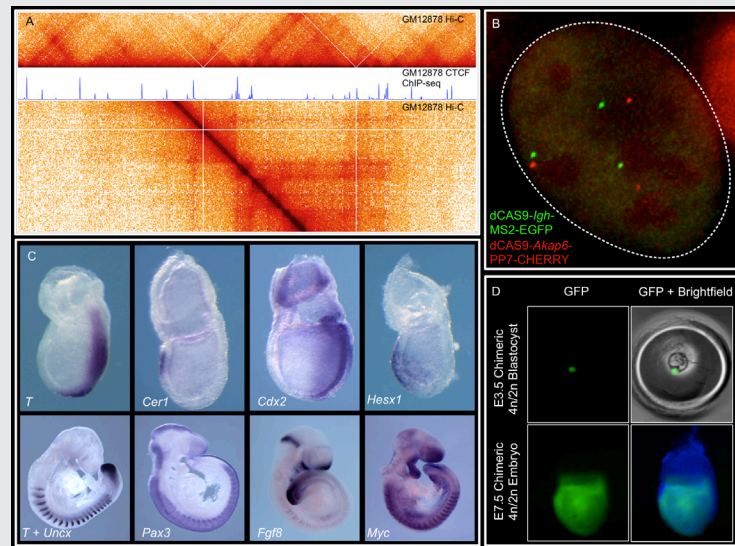 A
GM12878 Hi-C
GM12878 CTCF
ChIP-seq
GM12878 Hi-C
B
dCAS9-Igh-
MS2-EGFP
dCAS9-Akap6-
PP7-CHERRY
C
T
Cer1
Cdx2
Hesx1
T + Uncx
Pax3
Fgf8
Myc
D
GFP
GFP + Brightfield
E3.5 Chimeric
4n/2n Blastocyst
E7.5 Chimeric
4n/2n Embryo